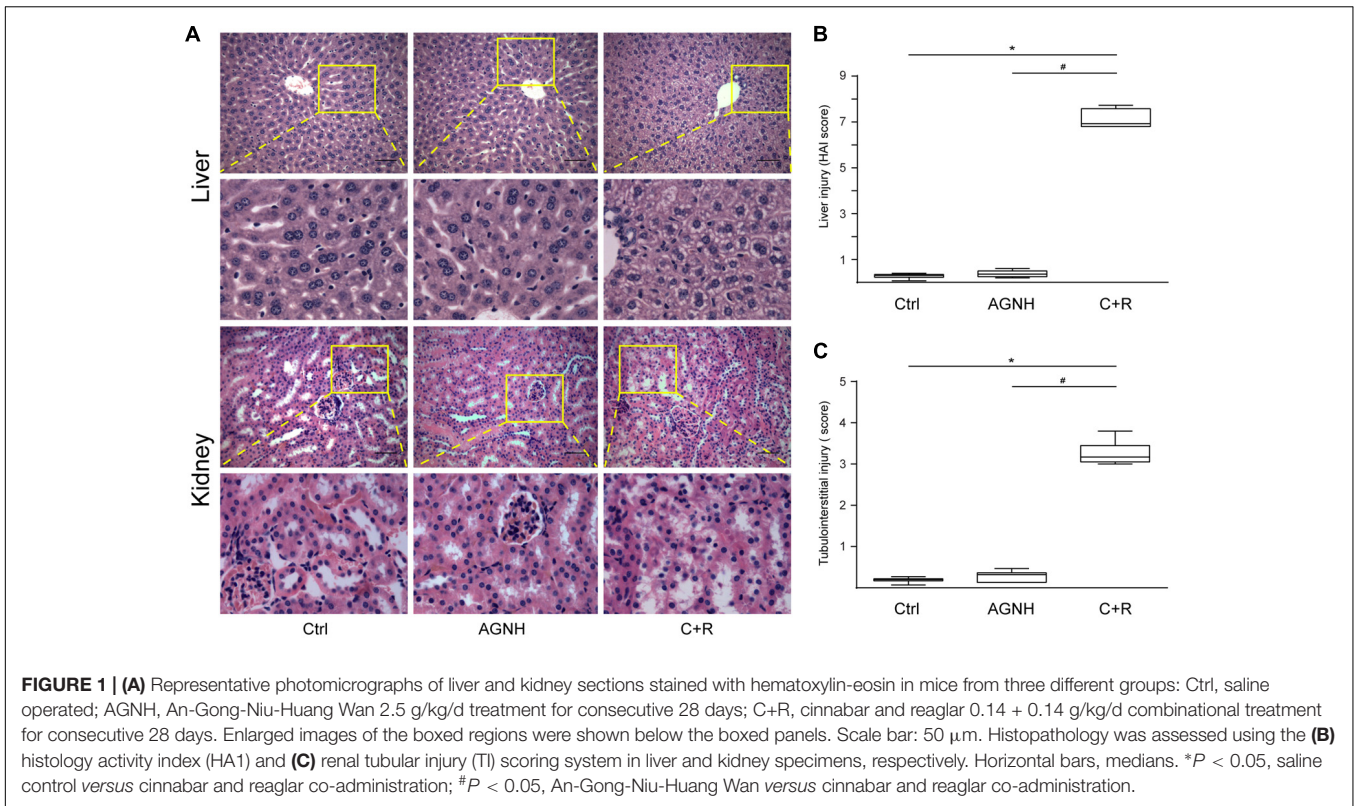 A
Liver
Kidney
Ctrl
AGNH
C+R
B
*
#
Liver injury (HAI score)
9
7
5
3
1
Ctrl
AGNH
C+R
C
*
#
Tubulointerstitial injury ( score)
5
4
3
2
1
Ctrl
AGNH
C+R
FIGURE 1 | (A) Representative photomicrographs of liver and kidney sections stained with hematoxylin-eosin in mice from three different groups: Ctrl, saline
operated; AGNH, An-Gong-Niu-Huang Wan 2.5 g/kg/d treatment for consecutive 28 days; C+R, cinnabar and reaglar 0.14 + 0.14 g/kg/d combinational treatment
for consecutive 28 days. Enlarged images of the boxed regions were shown below the boxed panels. Scale bar: 50 μm. Histopathology was assessed using the (B)
histology activity index (HA1) and (C) renal tubular injury (TI) scoring system in liver and kidney specimens, respectively. Horizontal bars, medians. *P < 0.05, saline
control versus cinnabar and reaglar co-administration; #P < 0.05, An-Gong-Niu-Huang Wan versus cinnabar and reaglar co-administration.